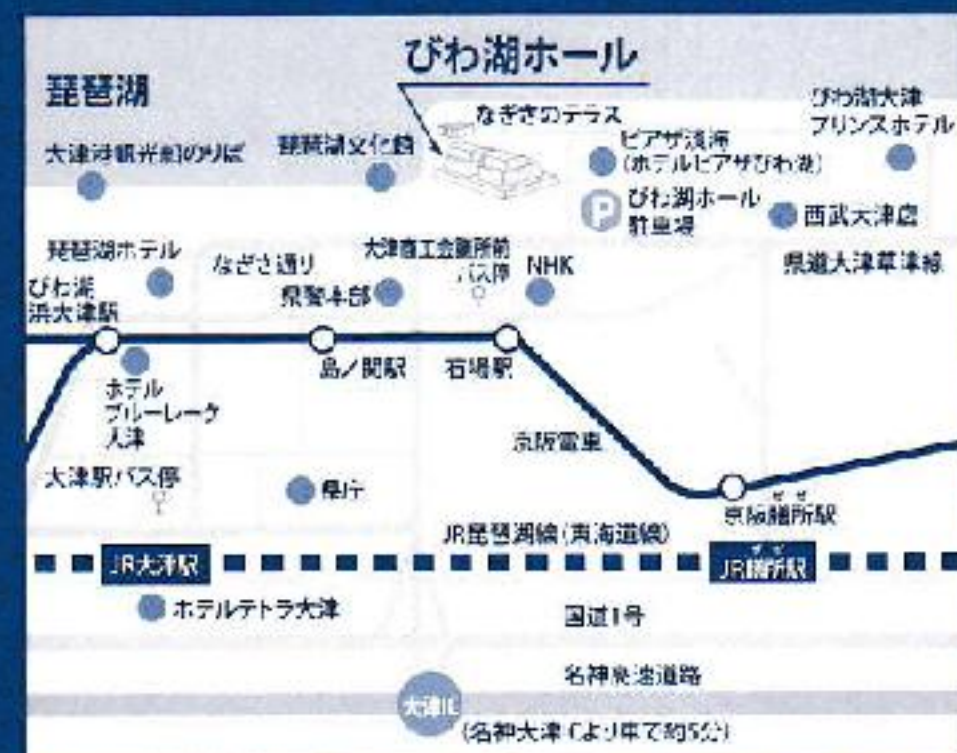 びわ湖ホール
琵琶湖
なぎさのテラス
びわ湖大津
プリンスホテル
大津港観光船のりば
琵琶湖文化館
ピアザ淡海
(ホテルピアザびわ湖)
P
びわ湖ホール
駐車場
西武大津店
琵琶湖ホテル
なぎさ通り
大津商工会議所前
バス停
NHK
県道大津草津線
びわ湖
浜大津駅
県警本部
島ノ関駅
石場駅
ホテル
ブルーレーク
大津
京阪電車
大津駅バス停
県庁
ぜ ぜ
京阪膳所駅
JR琵琶湖線(東海道線)
JR大津駅
ぜ ぜ
JR膳所駅
ホテルテトラ大津
国道1号
名神高速道路
大津IC
(名神大津ICより車で約5分)